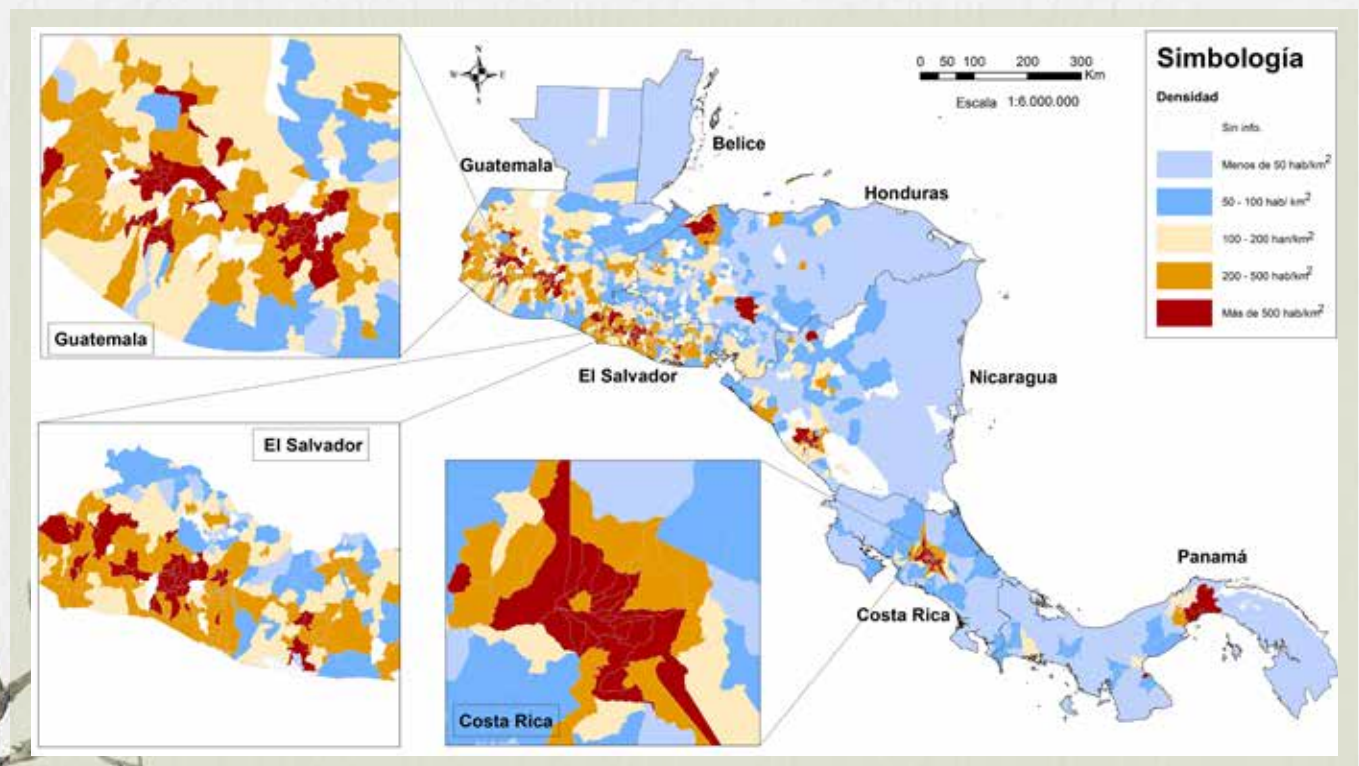 N
W E
S
0 50 100 200 300
Km
Escala 1:6.000.000
Simbología
Densidad
Sin info.
Menos de 50 hab/km2
50 - 100 hab/ km2
100 - 200 han/km2
200 - 500 hab/km2
Más de 500 hab/km2
Belice
Guatemala
Honduras
Guatemala
El Salvador
Nicaragua
El Salvador
Panamá
Costa Rica
Costa Rica